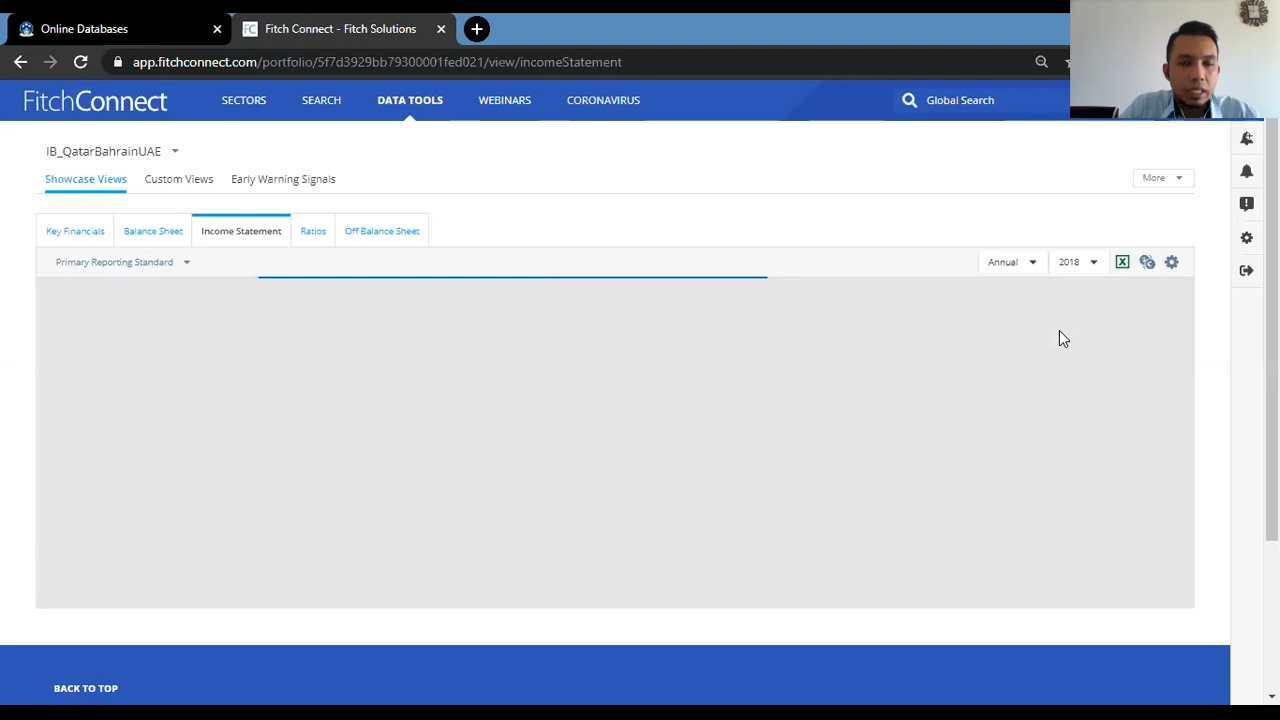 Online Databases
Fitch Connect - Fitch Solutions
app.fitchconnect.com/portfolio/5f7d3929bb79300001fed021/view/incomeStatement
FitchConnect
SECTORS
SEARCH
DATA TOOLS
WEBINARS
CORONAVIRUS
Global Search
IB_QatarBahrainUAE
Showcase Views
Custom Views
Early Warning Signals
More
Key Financials
Balance Sheet
Income Statement
Ratios
Off Balance Sheet
Primary Reporting Standard
Annual
2018
BACK TO TOP